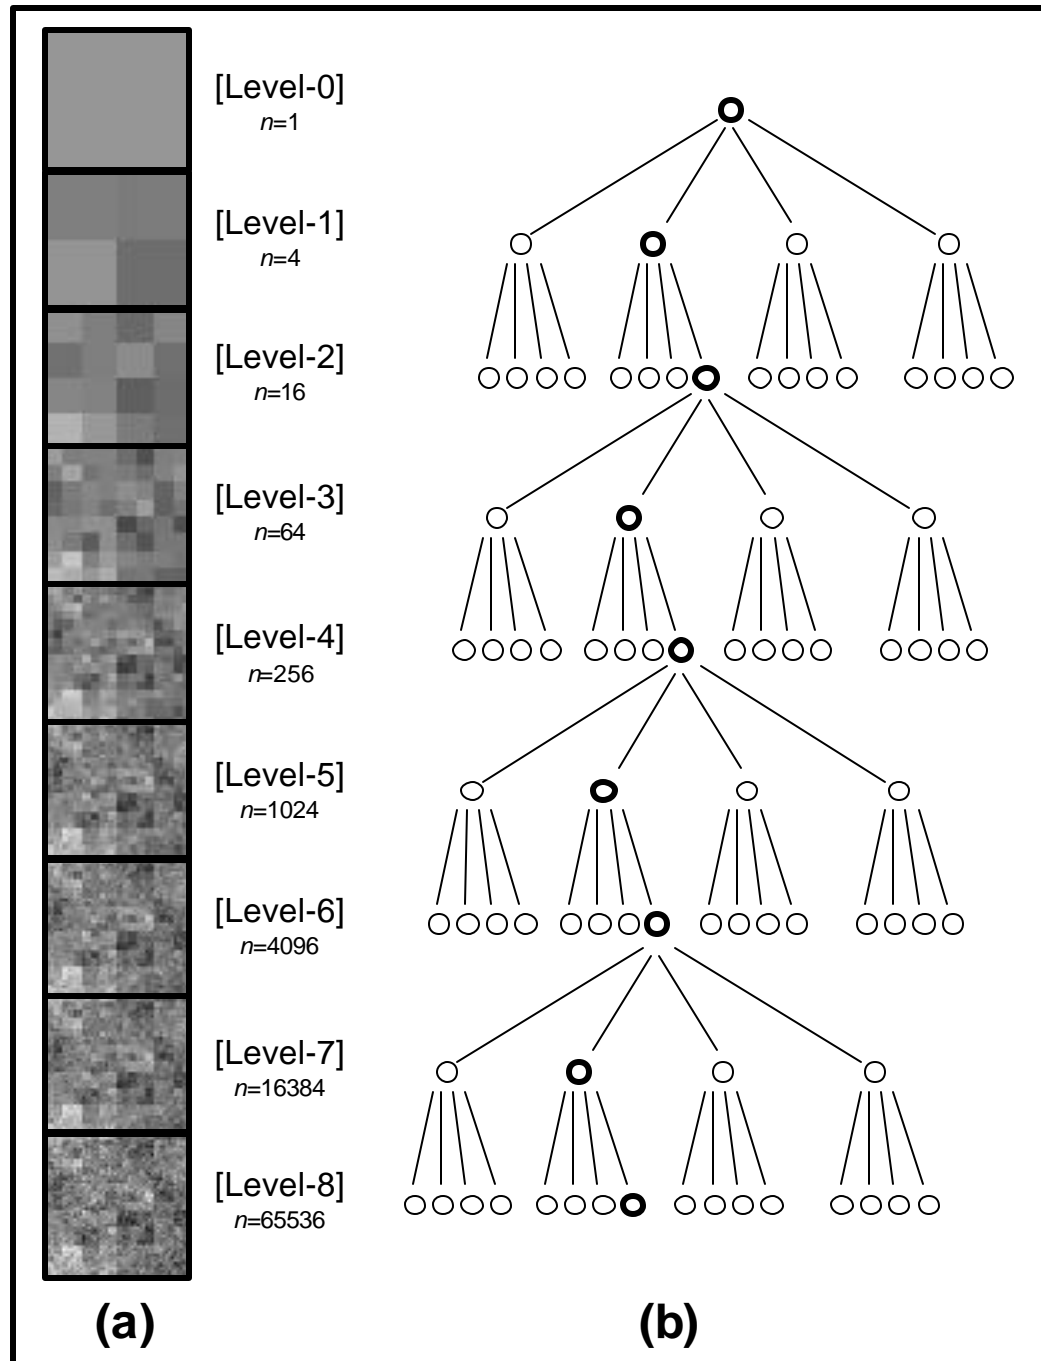 [Level-0]
n=1
[Level-1]
n=4
[Level-2]
n=16
[Level-3]
n=64
[Level-4]
n=256
[Level-5]
n=1024
[Level-6]
n=4096
[Level-7]
n=16384
[Level-8]
n=65536
(a) (b)